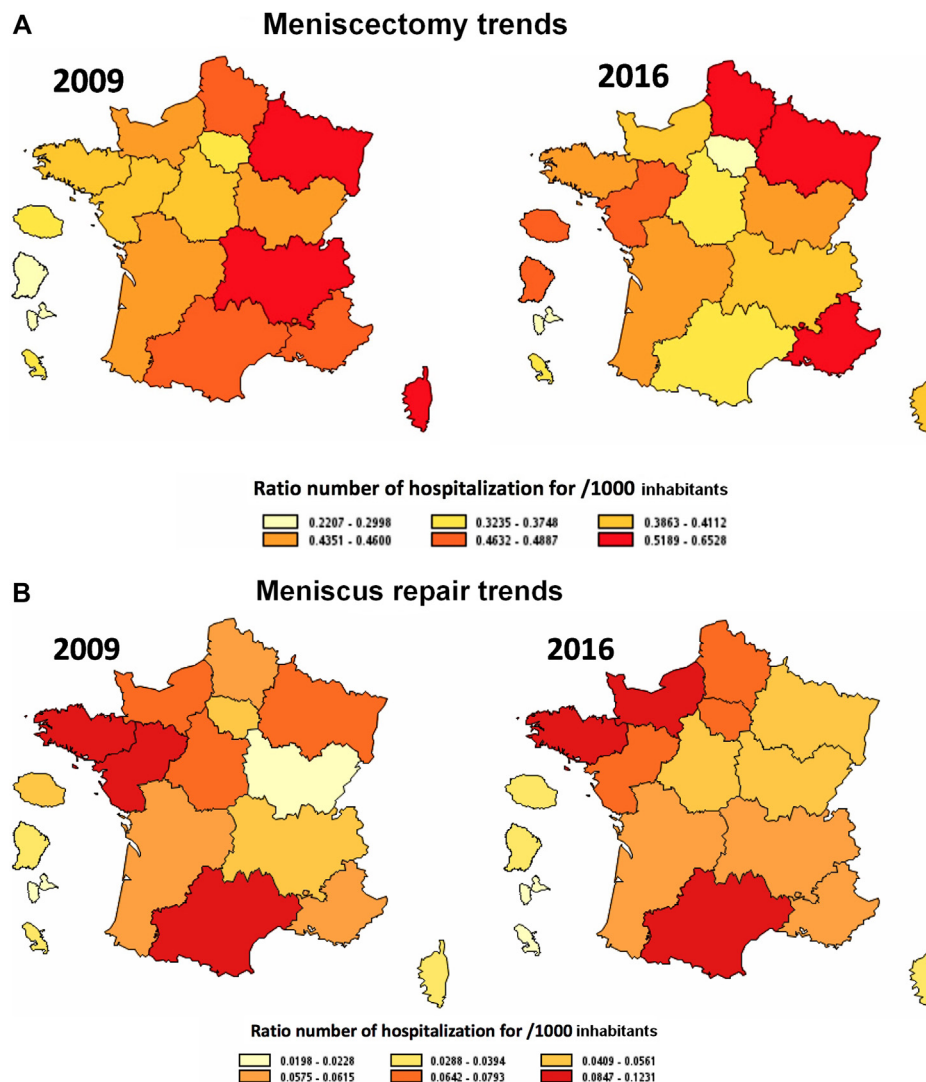 A Meniscectomy trends
2009 2016
Ratio number of hospitalization for /1000 inhabitants
0.2207 - 0.2998 0.3235 - 0.3748 0.3863 - 0.4112
0.4351 - 0.4600 0.4632 - 0.4887 0.5189 - 0.6528
B Meniscus repair trends
2009 2016
Ratio number of hospitalization for /1000 inhabitants
0.0198 - 0.0228 0.0288 - 0.0394 0.0409 - 0.0561
0.0575 - 0.0615 0.0642 - 0.0793 0.0847 - 0.1231